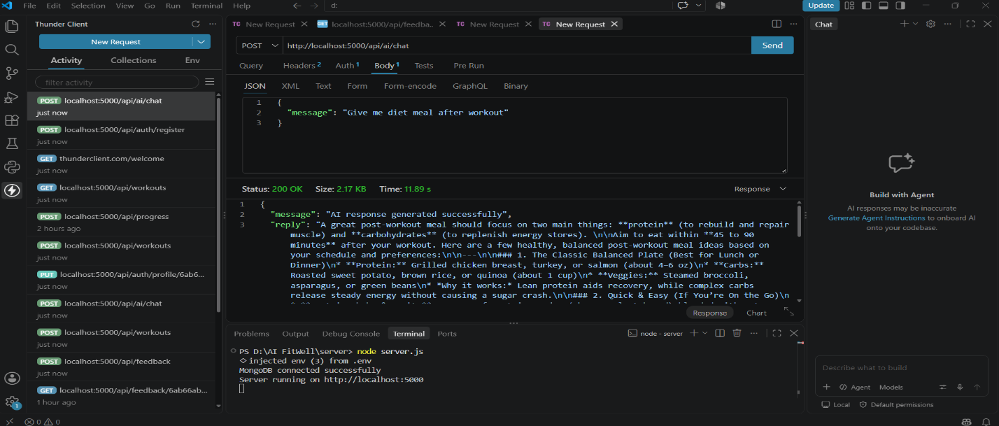 File Edit Selection View Go Run Terminal Help d: Update
Thunder Client
New Request
Activity Collections Env
filter activity
POST localhost:5000/api/ai/chat
just now
POST localhost:5000/api/auth/register
just now
GET thunderclient.com/welcome
just now
GET localhost:5000/api/workouts
just now
POST localhost:5000/api/progress
2 hours ago
POST localhost:5000/api/workouts
just now
PUT localhost:5000/api/auth/profile/6ab6...
just now
POST localhost:5000/api/ai/chat
just now
POST localhost:5000/api/workouts
just now
POST localhost:5000/api/feedback
just now
GET localhost:5000/api/feedback/6ab66ab...
1 hour ago
1
0 0
TC New Request GET localhost:5000/api/feedba.. TC New Request TC New Request
POST http://localhost:5000/api/ai/chat Send
Query Headers 2 Auth 1 Body 1 Tests Pre Run
JSON XML Text Form Form-encode GraphQL Binary
1 {
2 "message": "Give me diet meal after workout"
3 }
Status: 200 OK Size: 2.17 KB Time: 11.89 s Response
1 {
2 "message": "AI response generated successfully",
3 "reply": "A great post-workout meal should focus on two main things: **protein** (to rebuild and repair
muscle) and **carbohydrates** (to replenish energy stores). \n\nAim to eat within **45 to 90
minutes** after your workout. Here are a few healthy, balanced post-workout meal ideas based on
your schedule and preferences:\n\n---\n\n### 1. The Classic Balanced Plate (Best for Lunch or
Dinner)\n* **Protein:** Grilled chicken breast, turkey, or salmon (about 4–6 oz)\n* **Carbs:**
Roasted sweet potato, brown rice, or quinoa (about 1 cup)\n* **Veggies:** Steamed broccoli,
asparagus, or green beans\n* *Why it works:* Lean protein aids recovery, while complex carbs
release steady energy without causing a sugar crash.\n\n### 2. Quick & Easy (If You're On the Go)\n
Response Chart
Problems Output Debug Console Terminal Ports node - server
PS D:\AI FitWell\server> node server.js
injected env (3) from .env
MongoDB connected successfully
Server running on http://localhost:5000
Chat
Build with Agent
AI responses may be inaccurate
Generate Agent Instructions to onboard AI
onto your codebase.
Describe what to build
Agent Models
Local Default permissions